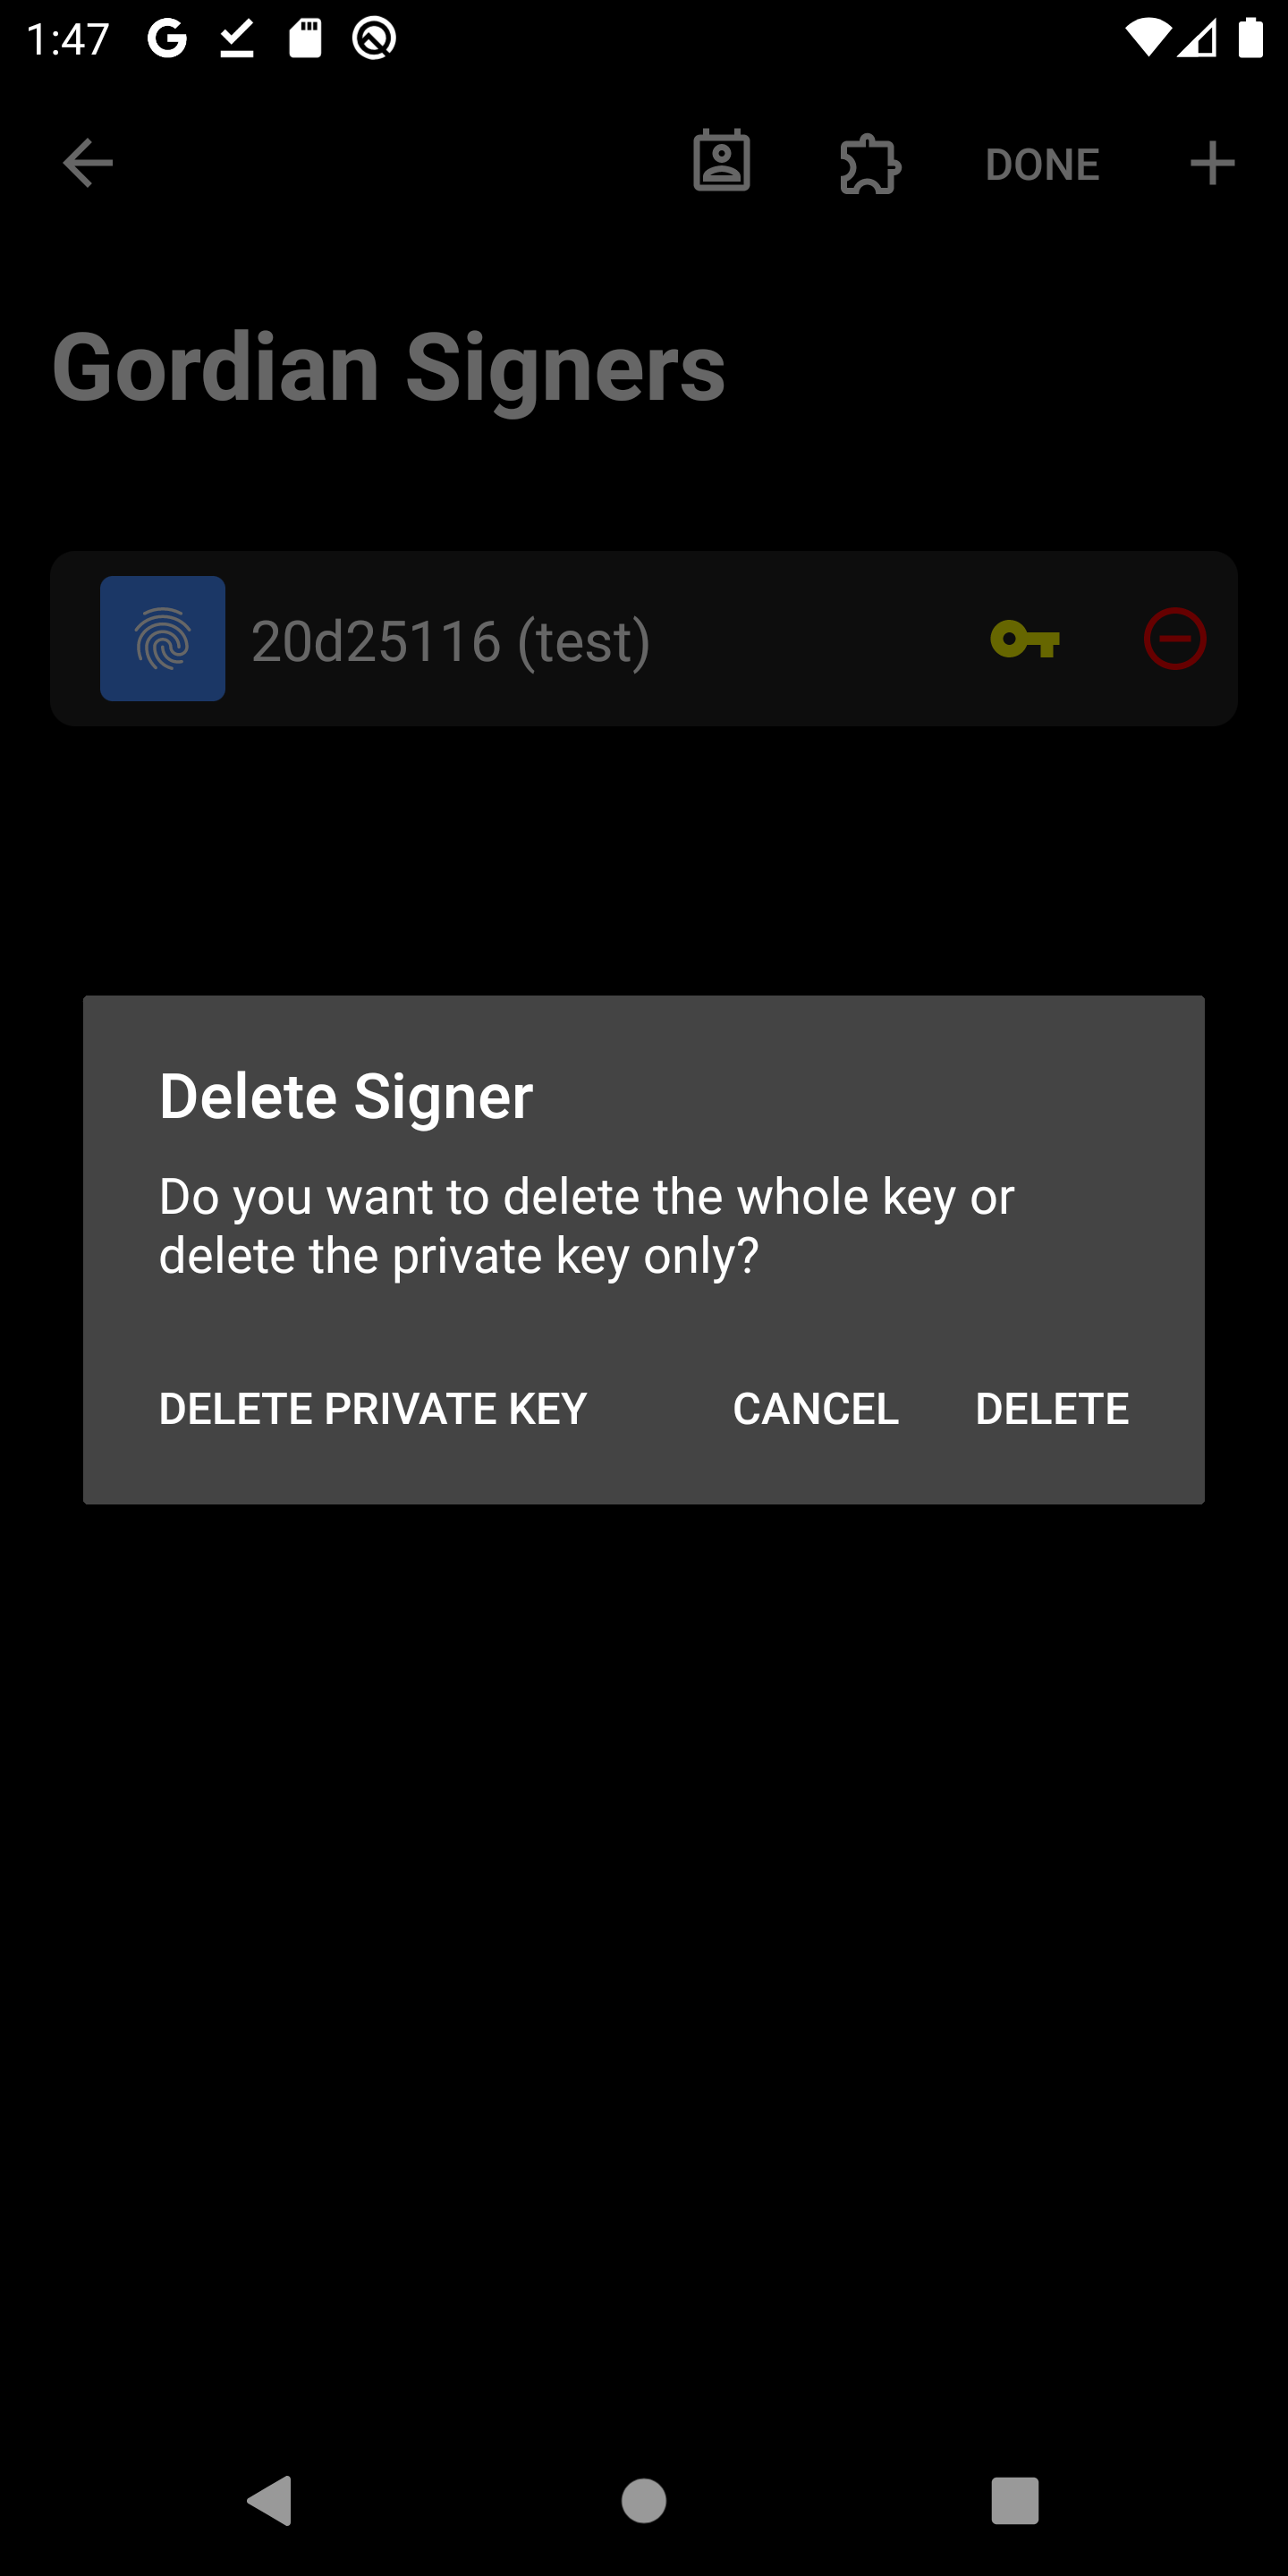 1:47
DONE
Gordian Signers
20d25116 (test)
Delete Signer
Do you want to delete the whole key or
delete the private key only?
DELETE PRIVATE KEY CANCEL DELETE